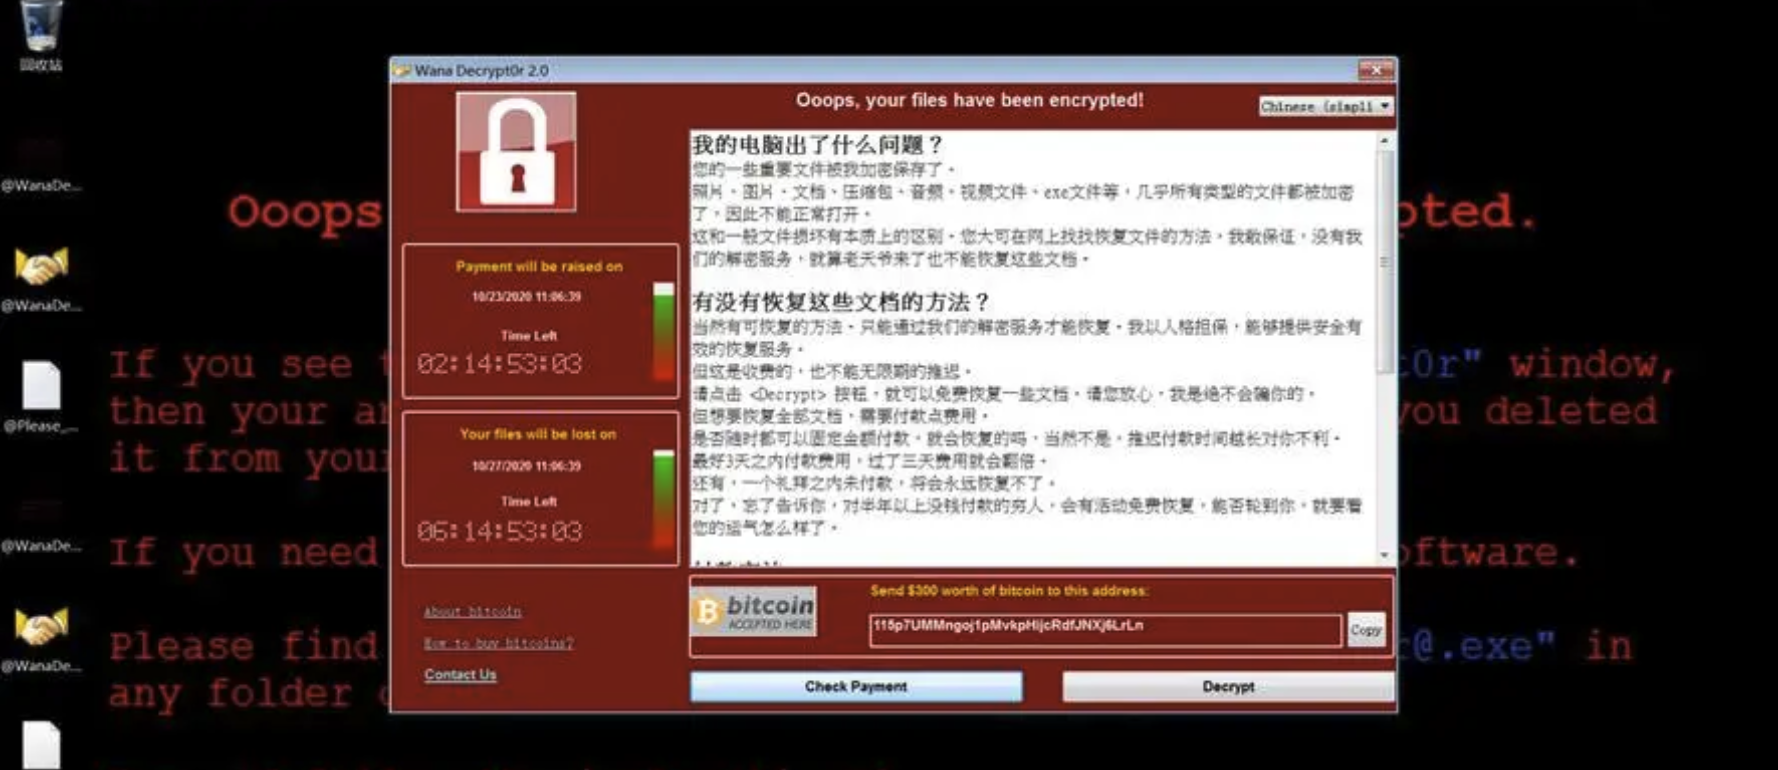 回收站
@WanaDe...
@WanaDe...
@Please_...
@WanaDe...
@WanaDe...
Ooops
pted.
If you see t
t0r" window,
then your a
you deleted
it from your
If you need
oftware.
Please find
r@.exe" in
any folder
Wana Decrypt0r 2.0
Ooops, your files have been encrypted!
Chinese (simpli
Payment will be raised on
10/23/2020 11:06:39
Time Left
02:14:53:03
Your files will be lost on
10/27/2020 11:06:39
Time Left
06:14:53:03
About bitcoin
How to buy bitcoins?
Contact Us
我的电脑出了什么问题？
您的一些重要文件被我加密保存了。
照片、图片、文档、压缩包、音频、视频文件、exe文件等，几乎所有类型的文件都被加密
了，因此不能正常打开。
这和一般文件损坏有本质上的区别。您大可在网上找找恢复文件的方法，我敢保证，没有我
们的解密服务，就算老天爷来了也不能恢复这些文档。
有没有恢复这些文档的方法？
当然有可恢复的方法。只能通过我们的解密服务才能恢复。我以人格担保，能够提供安全有
效的恢复服务。
但这是收费的，也不能无限期的推迟。
请点击 <Decrypt> 按钮，就可以免费恢复一些文档。请您放心，我是绝不会骗你的。
但想要恢复全部文档，需要付款点费用。
是否随时都可以固定金额付款，就会恢复的吗，当然不是，推迟付款时间越长对你不利。
最好3天之内付款费用，过了三天费用就会翻倍。
还有，一个礼拜之内未付款，将会永远恢复不了。
对了，忘了告诉你，对半年以上没钱付款的穷人，会有活动免费恢复，能否轮到你，就要看
您的运气怎么样了。
bitcoin
ACCEPTED HERE
Send $300 worth of bitcoin to this address:
115p7UMMngoj1pMvkpHijcRdfJNXj6LrLn
Copy
Check Payment
Decrypt